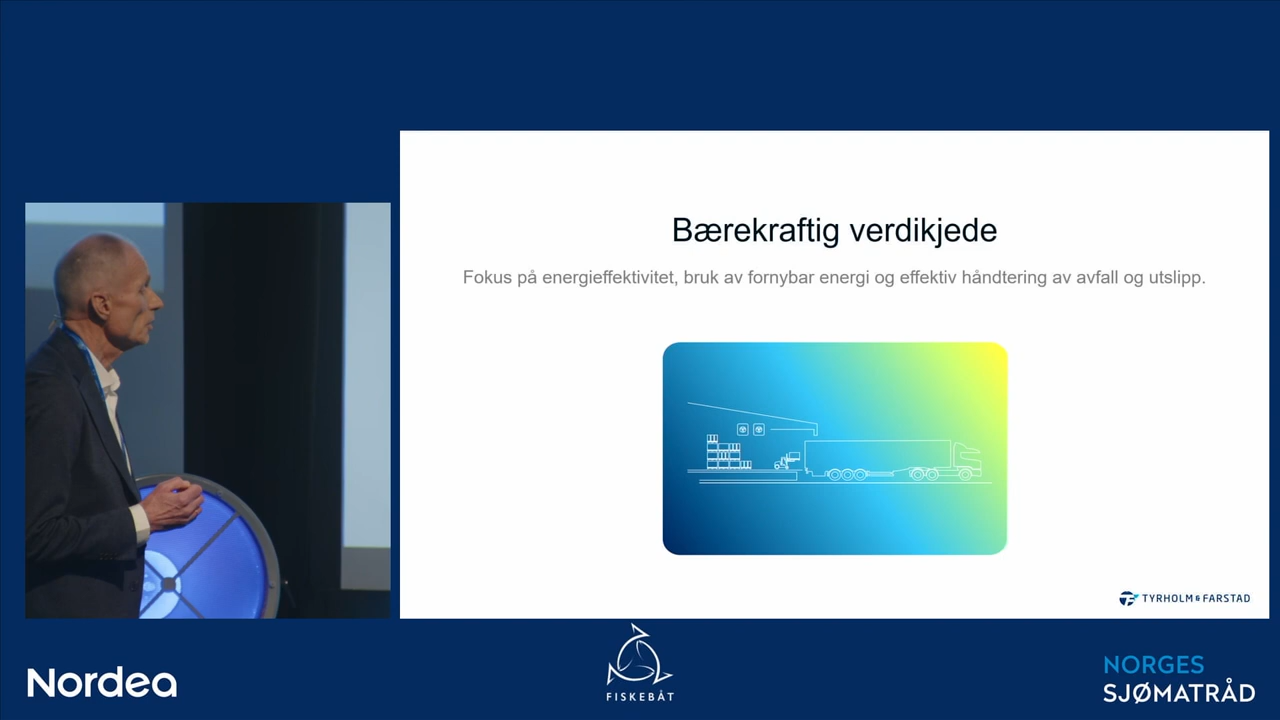 Bærekraftig verdikjede
Fokus på energieffektivitet, bruk av fornybar energi og effektiv håndtering av avfall og utslipp.
TYRHOLM & FARSTAD
Nordea
FISKEBÅT
NORGES
SJØMATRÅD